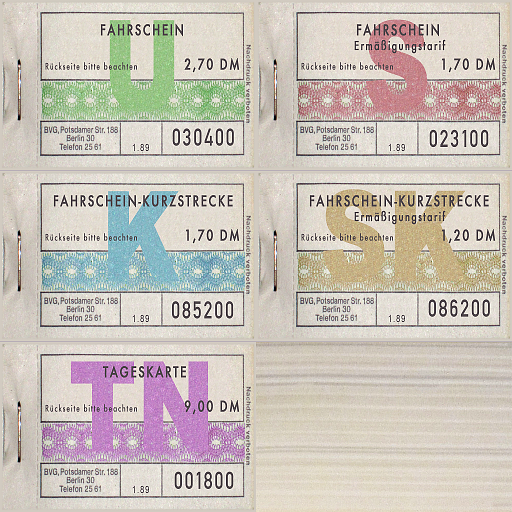 U
FAHRSCHEIN
Rückseite bitte beachten 2,70 DM
BVG, Potsdamer Str. 188
Berlin 30
Telefon 25 61
1.89
030400
Nachdruck verboten
S
FAHRSCHEIN
Ermäßigungstarif
Rückseite bitte beachten 1,70 DM
BVG, Potsdamer Str. 188
Berlin 30
Telefon 25 61
1.89
023100
Nachdruck verboten
K
FAHRSCHEIN-KURZSTRECKE
Rückseite bitte beachten 1,70 DM
BVG, Potsdamer Str. 188
Berlin 30
Telefon 25 61
1.89
085200
Nachdruck verboten
SK
FAHRSCHEIN-KURZSTRECKE
Ermäßigungstarif
Rückseite bitte beachten 1,20 DM
BVG, Potsdamer Str. 188
Berlin 30
Telefon 25 61
1.89
086200
Nachdruck verboten
TN
TAGESKARTE
Rückseite bitte beachten 9,00 DM
BVG, Potsdamer Str. 188
Berlin 30
Telefon 25 61
1.89
001800
Nachdruck verboten